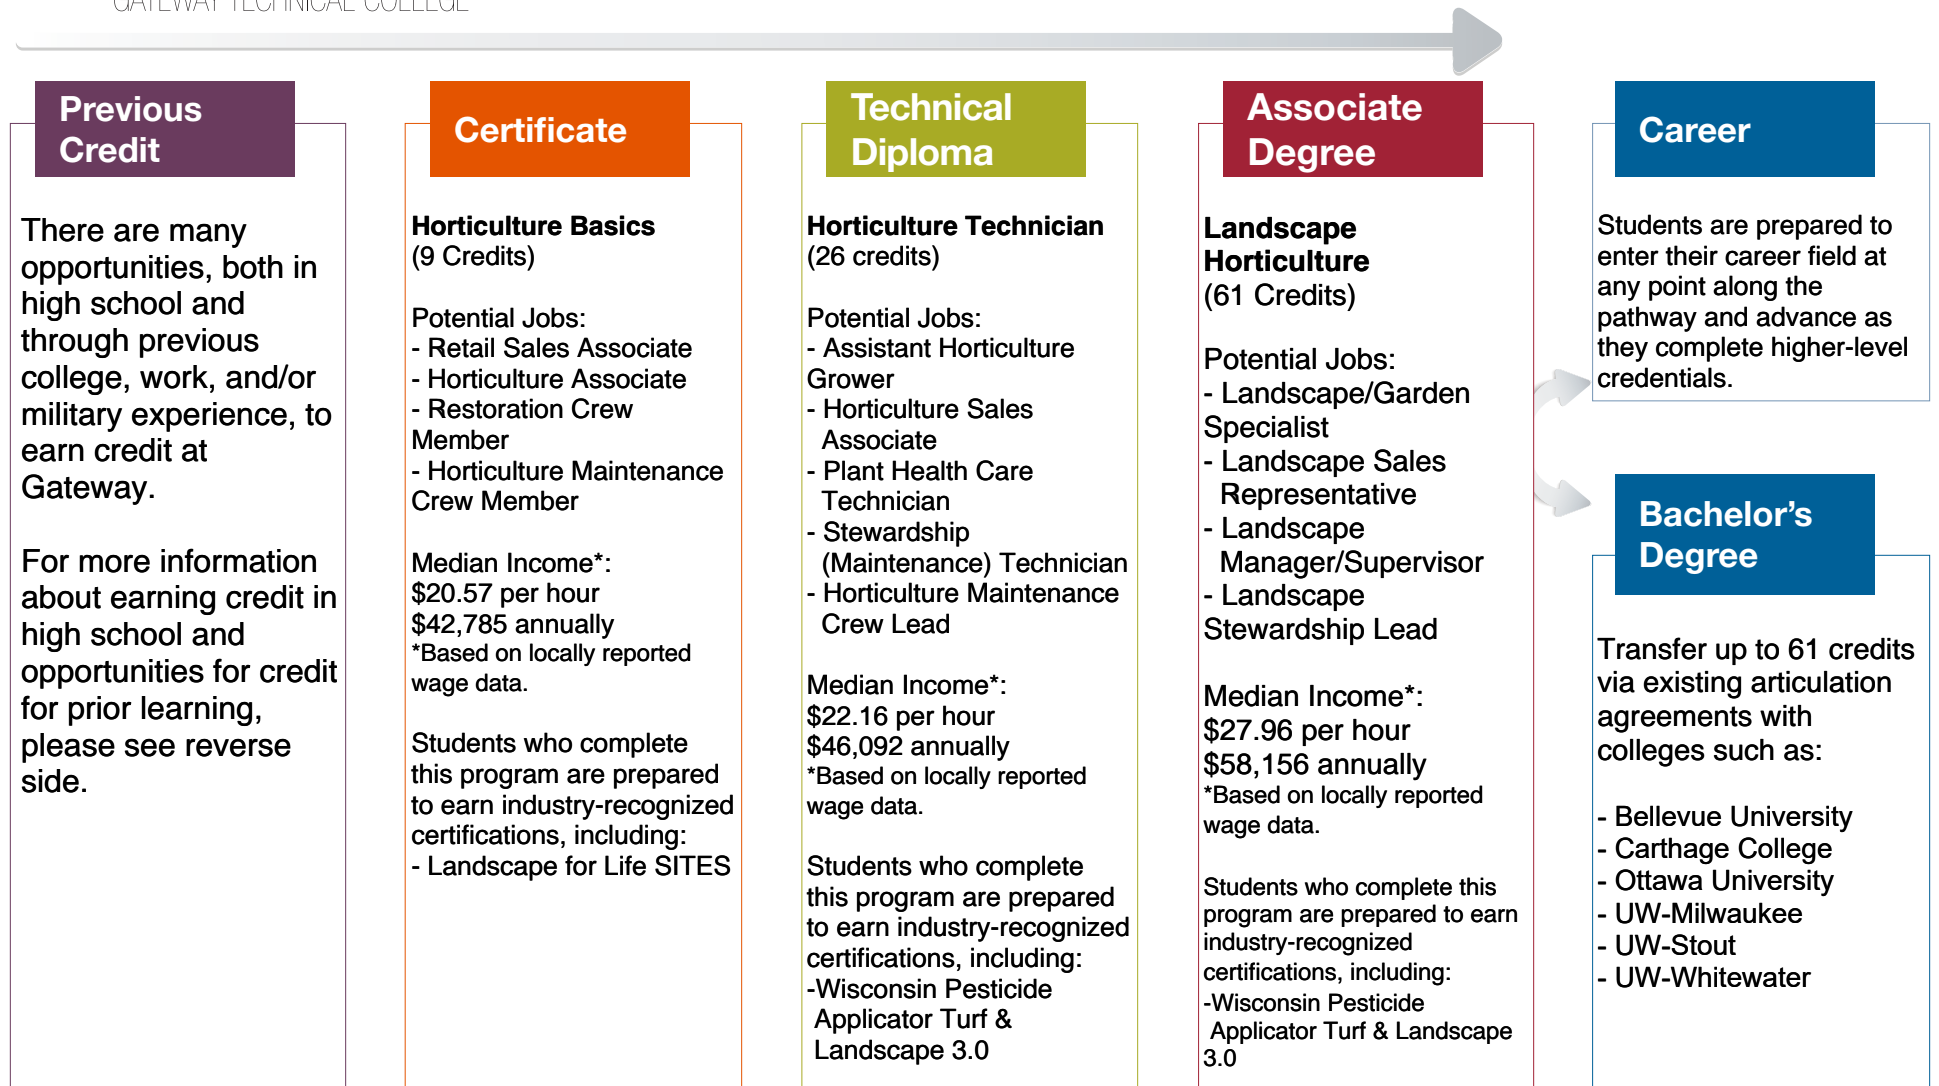 GATEWAY TECHNICAL COLLEGE
Previous
Credit
There are many
opportunities, both in
high school and
through previous
college, work, and/or
military experience, to
earn credit at
Gateway.
For more information
about earning credit in
high school and
opportunities for credit
for prior learning,
please see reverse
side.
Certificate
Horticulture Basics
(9 Credits)
Potential Jobs:
- Retail Sales Associate
- Horticulture Associate
- Restoration Crew
Member
- Horticulture Maintenance
Crew Member
Median Income*:
$20.57 per hour
$42,785 annually
*Based on locally reported
wage data.
Students who complete
this program are prepared
to earn industry-recognized
certifications, including:
- Landscape for Life SITES
Technical
Diploma
Horticulture Technician
(26 credits)
Potential Jobs:
- Assistant Horticulture
Grower
- Horticulture Sales
Associate
- Plant Health Care
Technician
- Stewardship
(Maintenance) Technician
- Horticulture Maintenance
Crew Lead
Median Income*:
$22.16 per hour
$46,092 annually
*Based on locally reported
wage data.
Students who complete
this program are prepared
to earn industry-recognized
certifications, including:
-Wisconsin Pesticide
Applicator Turf &
Landscape 3.0
Associate
Degree
Landscape
Horticulture
(61 Credits)
Potential Jobs:
- Landscape/Garden
Specialist
- Landscape Sales
Representative
- Landscape
Manager/Supervisor
- Landscape
Stewardship Lead
Median Income*:
$27.96 per hour
$58,156 annually
*Based on locally reported
wage data.
Students who complete this
program are prepared to earn
industry-recognized
certifications, including:
-Wisconsin Pesticide
Applicator Turf & Landscape
3.0
Career
Students are prepared to
enter their career field at
any point along the
pathway and advance as
they complete higher-level
credentials.
Bachelor's
Degree
Transfer up to 61 credits
via existing articulation
agreements with
colleges such as:
- Bellevue University
- Carthage College
- Ottawa University
- UW-Milwaukee
- UW-Stout
- UW-Whitewater